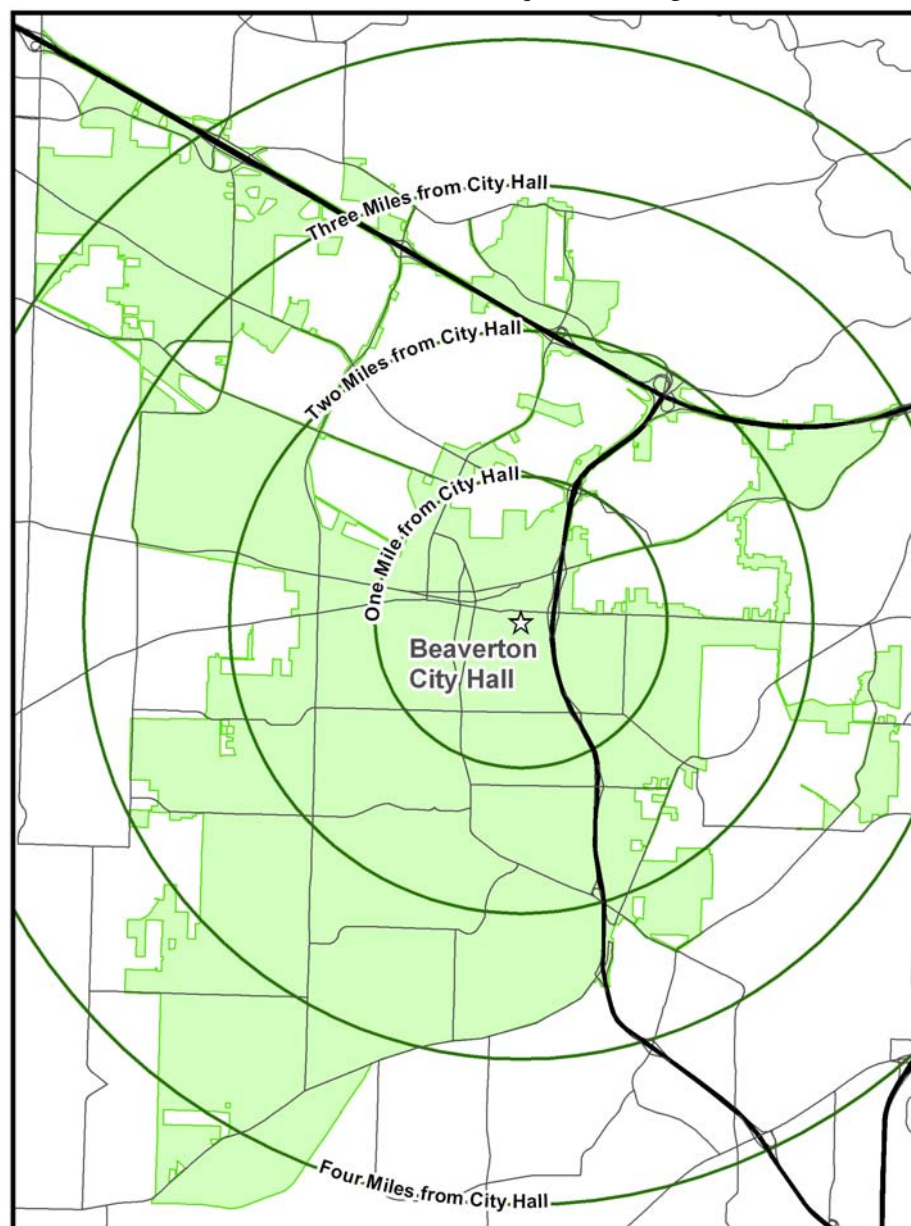 Three Miles from City Hall
Two Miles from City Hall
One Mile from City Hall
Beaverton
City Hall
Four Miles from City Hall